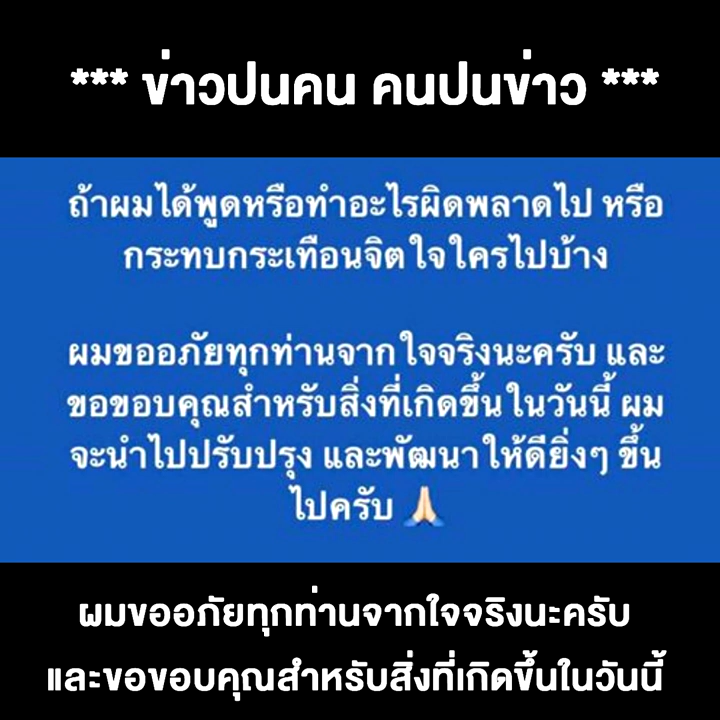 *** ข่าวปนคน คนปนข่าว ***
ถ้าผมได้พูดหรือทำอะไรผิดพลาดไป หรือ
กระทบกระเทือนจิตใจใครไปบ้าง
ผมขออภัยทุกท่านจากใจจริงนะครับ และ
ขอขอบคุณสำหรับสิ่งที่เกิดขึ้นในวันนี้ ผม
จะนำไปปรับปรุง และพัฒนาให้ดียิ่งๆ ขึ้น
ไปครับ 🙏🏻
ผมขออภัยทุกท่านจากใจจริงนะครับ
และขอขอบคุณสำหรับสิ่งที่เกิดขึ้นในวันนี้